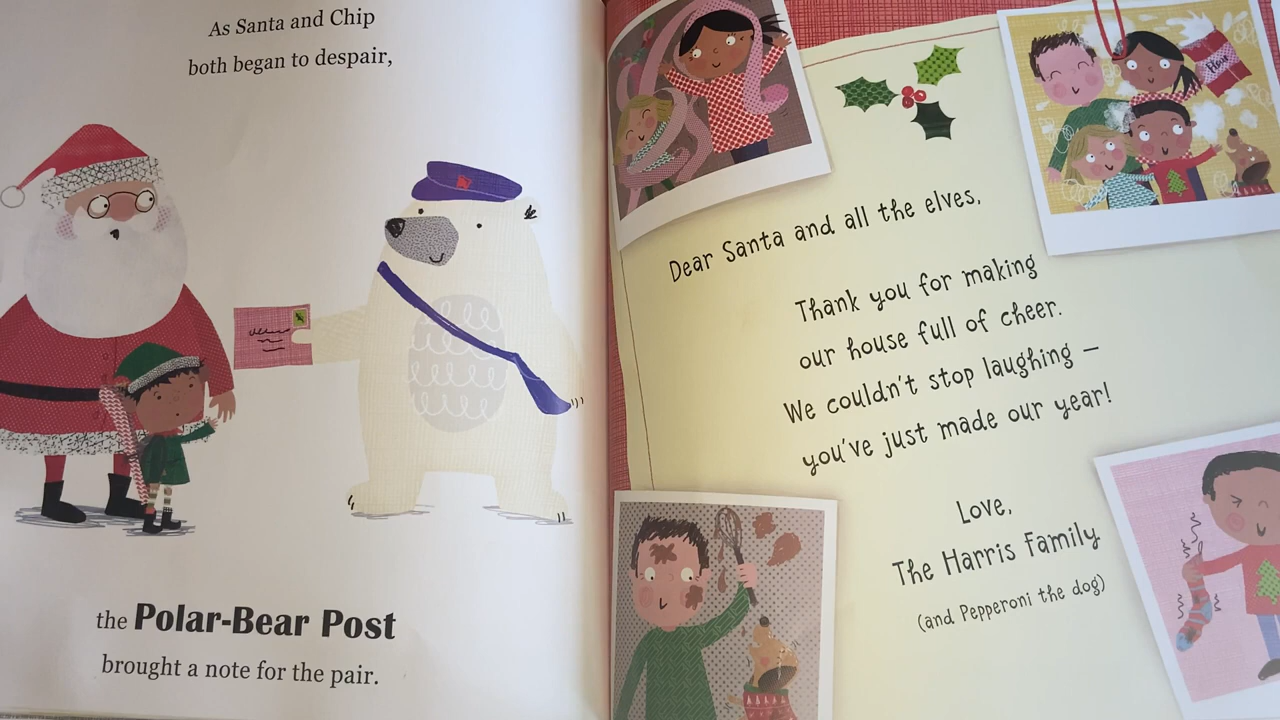 As Santa and Chip
both began to despair,
the Polar-Bear Post
brought a note for the pair.
Dear Santa and all the elves,
Thank you for making
our house full of cheer.
We couldn't stop laughing –
you've just made our year!
Love,
The Harris Family
(and Pepperoni the dog)